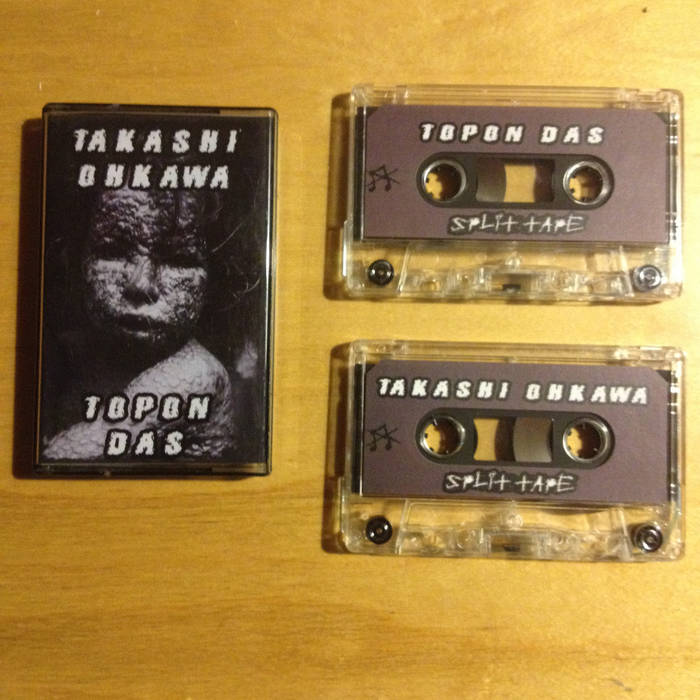 TAKASHI
OHKAWA
TOPON
DAS
TOPON DAS
SPLIT TAPE
TAKASHI OHKAWA
SPLIT TAPE